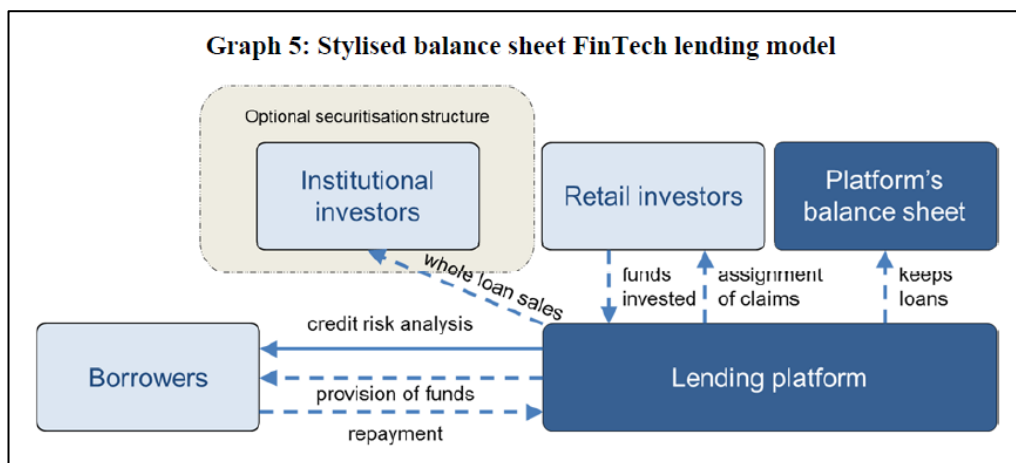 Graph 5: Stylised balance sheet FinTech lending model
Optional securitisation structure
Institutional
investors
Retail investors
Platform's
balance sheet
whole loan sales
funds
invested
assignment
of claims
keeps
loans
credit risk analysis
Borrowers
Lending platform
provision of funds
repayment